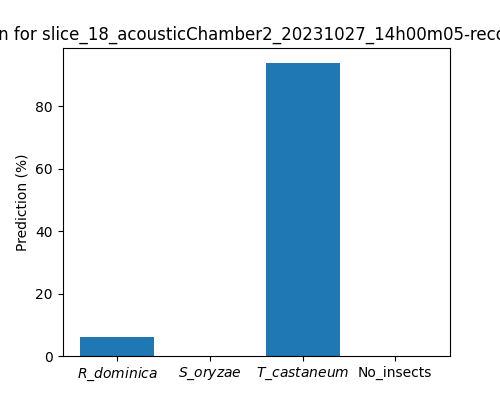 n for slice_18_acousticChamber2_20231027_14h00m05-reco
Prediction (%)
80
60
40
20
0
R_dominica S_oryzae T_castaneum No_insects